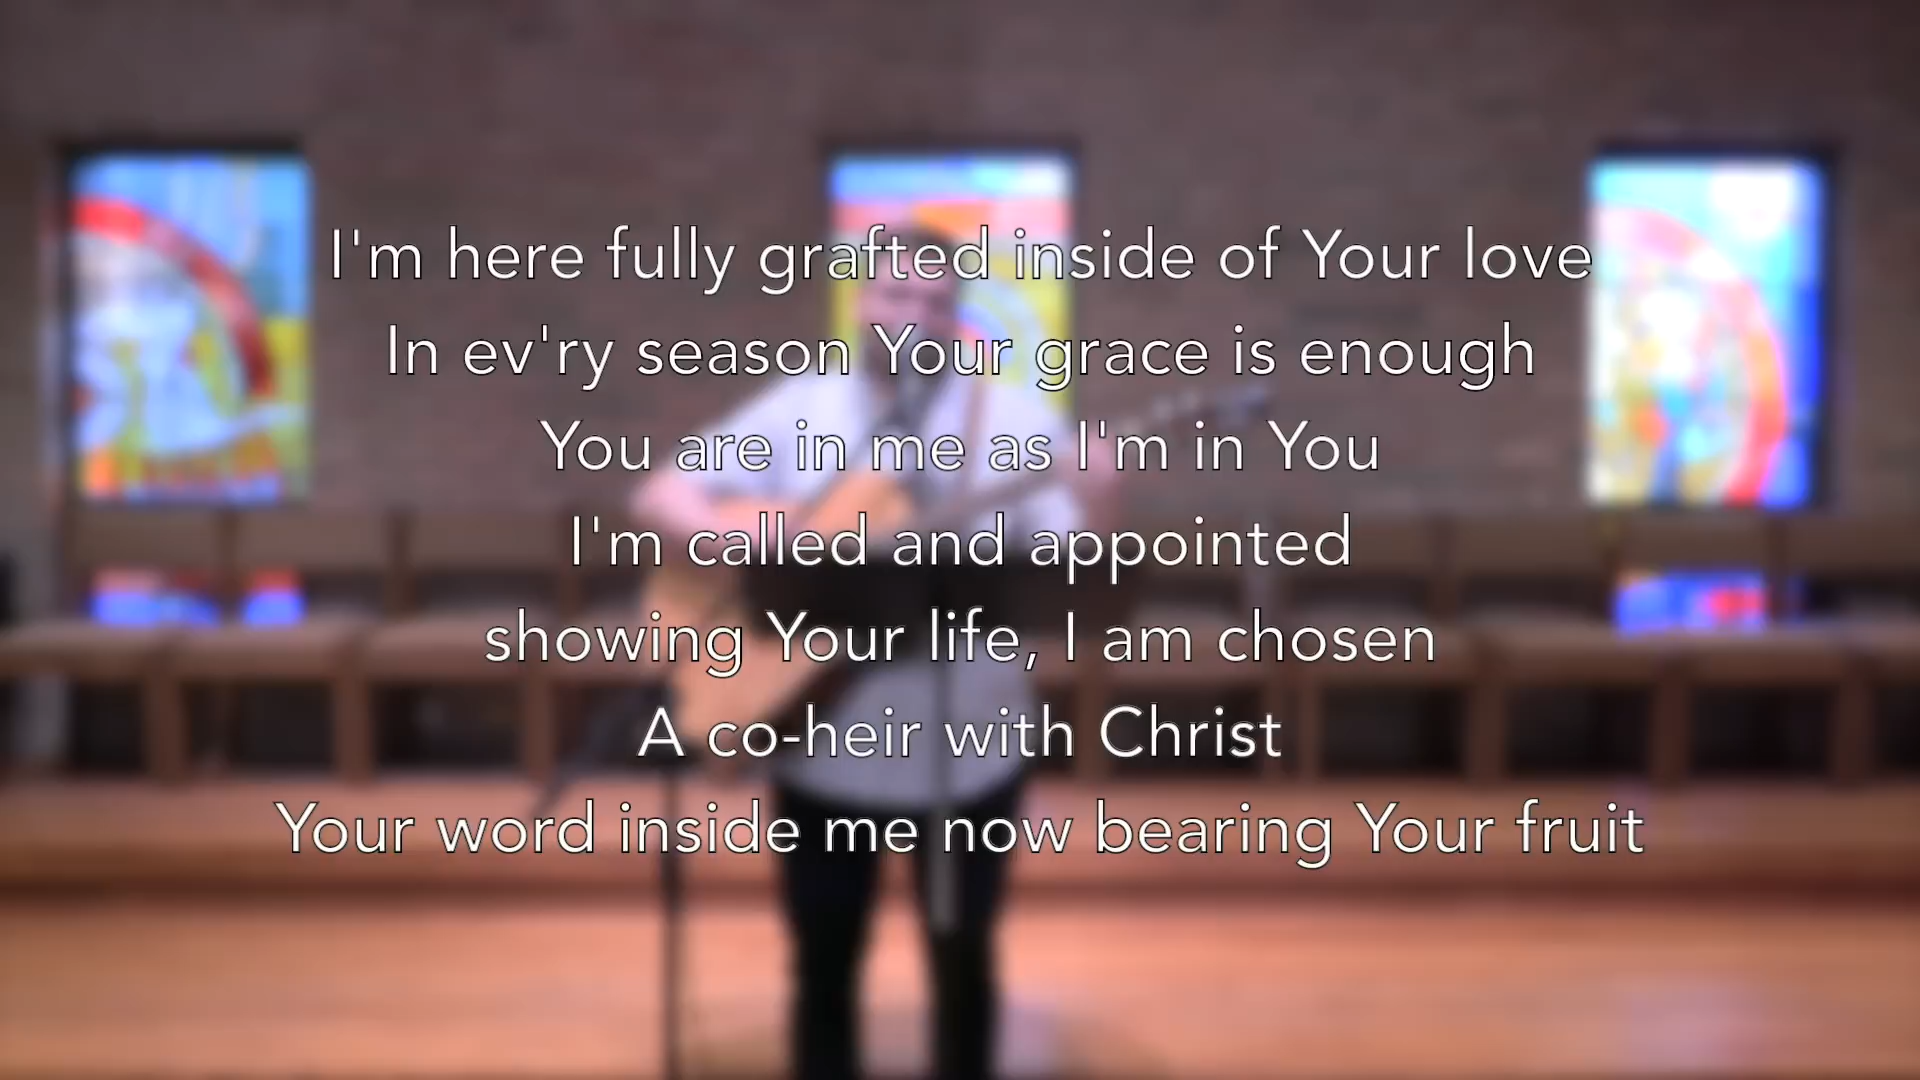 I'm here fully grafted inside of Your love
In ev'ry season Your grace is enough
You are in me as I'm in You
I'm called and appointed
showing Your life, I am chosen
A co-heir with Christ
Your word inside me now bearing Your fruit